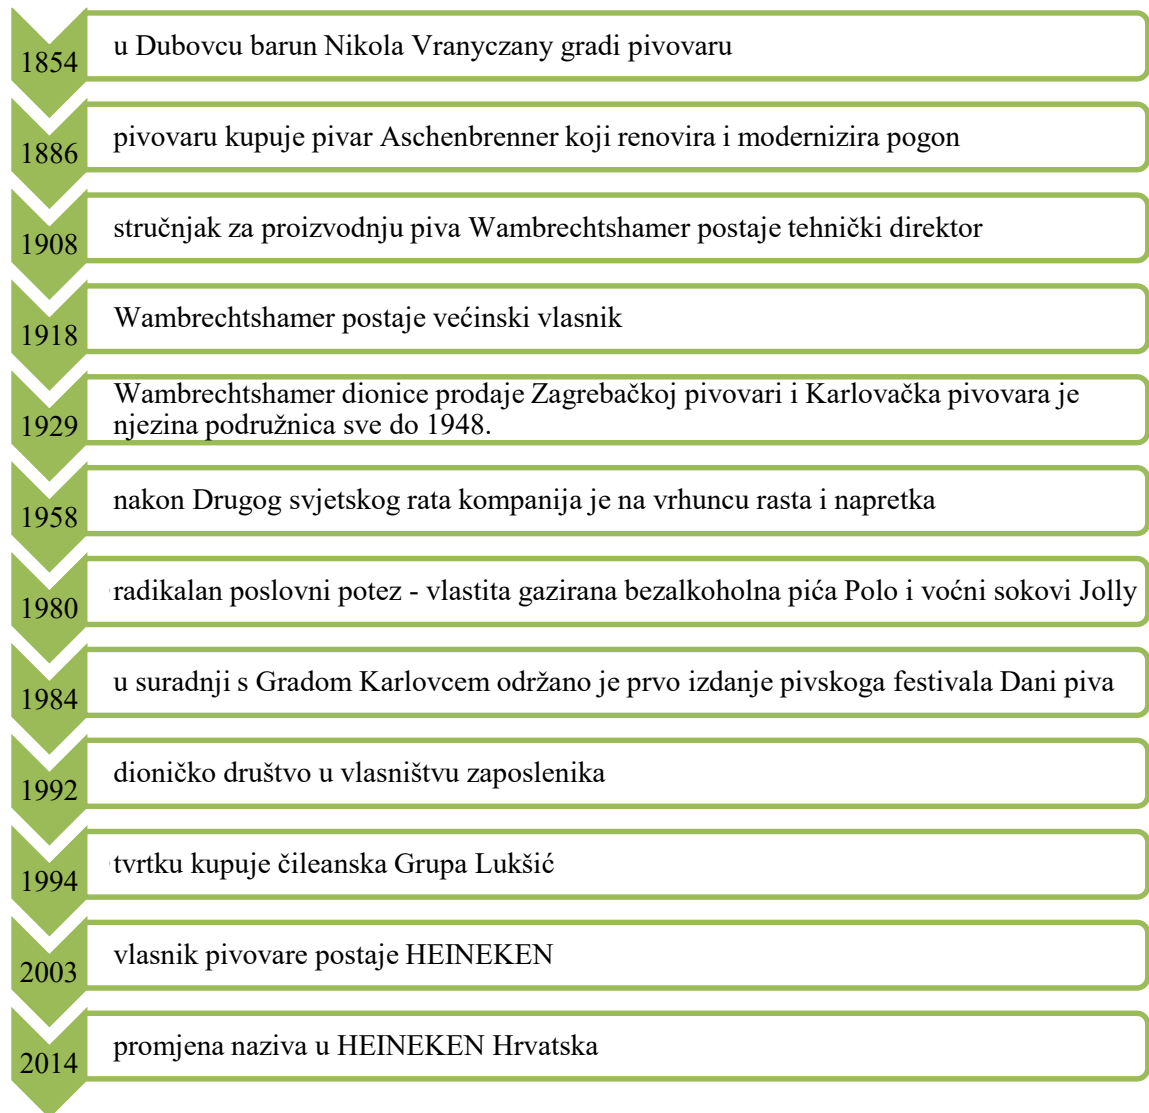 1854
u Dubovcu barun Nikola Vranyczany gradi pivovaru
1886
pivovaru kupuje pivar Aschenbrenner koji renovira i modernizira pogon
1908
stručnjak za proizvodnju piva Wambrechtshamer postaje tehnički direktor
1918
Wambrechtshamer postaje većinski vlasnik
1929
Wambrechtshamer dionice prodaje Zagrebačkoj pivovari i Karlovačka pivovara je
njezina podružnica sve do 1948.
1958
nakon Drugog svjetskog rata kompanija je na vrhuncu rasta i napretka
1980
radikalan poslovni potez - vlastita gazirana bezalkoholna pića Polo i voćni sokovi Jolly
1984
u suradnji s Gradom Karlovcem održano je prvo izdanje pivskoga festivala Dani piva
1992
dioničko društvo u vlasništvu zaposlenika
1994
tvrtku kupuje čileanska Grupa Lukšić
2003
vlasnik pivovare postaje HEINEKEN
2014
promjena naziva u HEINEKEN Hrvatska